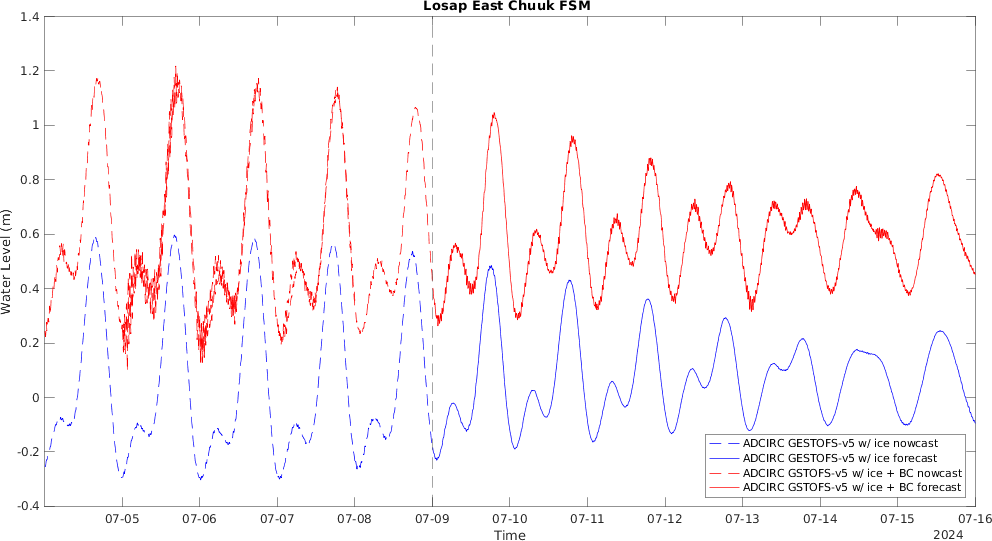 Losap East Chuuk FSM
1.4
1.2
1
0.8
0.6
0.4
0.2
0
-0.2
-0.4
Water Level (m)
07-05 07-06 07-07 07-08 07-09 07-10 07-11 07-12 07-13 07-14 07-15 07-16
Time
2024
ADCIRC GESTOFS-v5 w/ ice nowcast
ADCIRC GESTOFS-v5 w/ ice forecast
ADCIRC GSTOFS-v5 w/ ice + BC nowcast
ADCIRC GSTOFS-v5 w/ ice + BC forecast